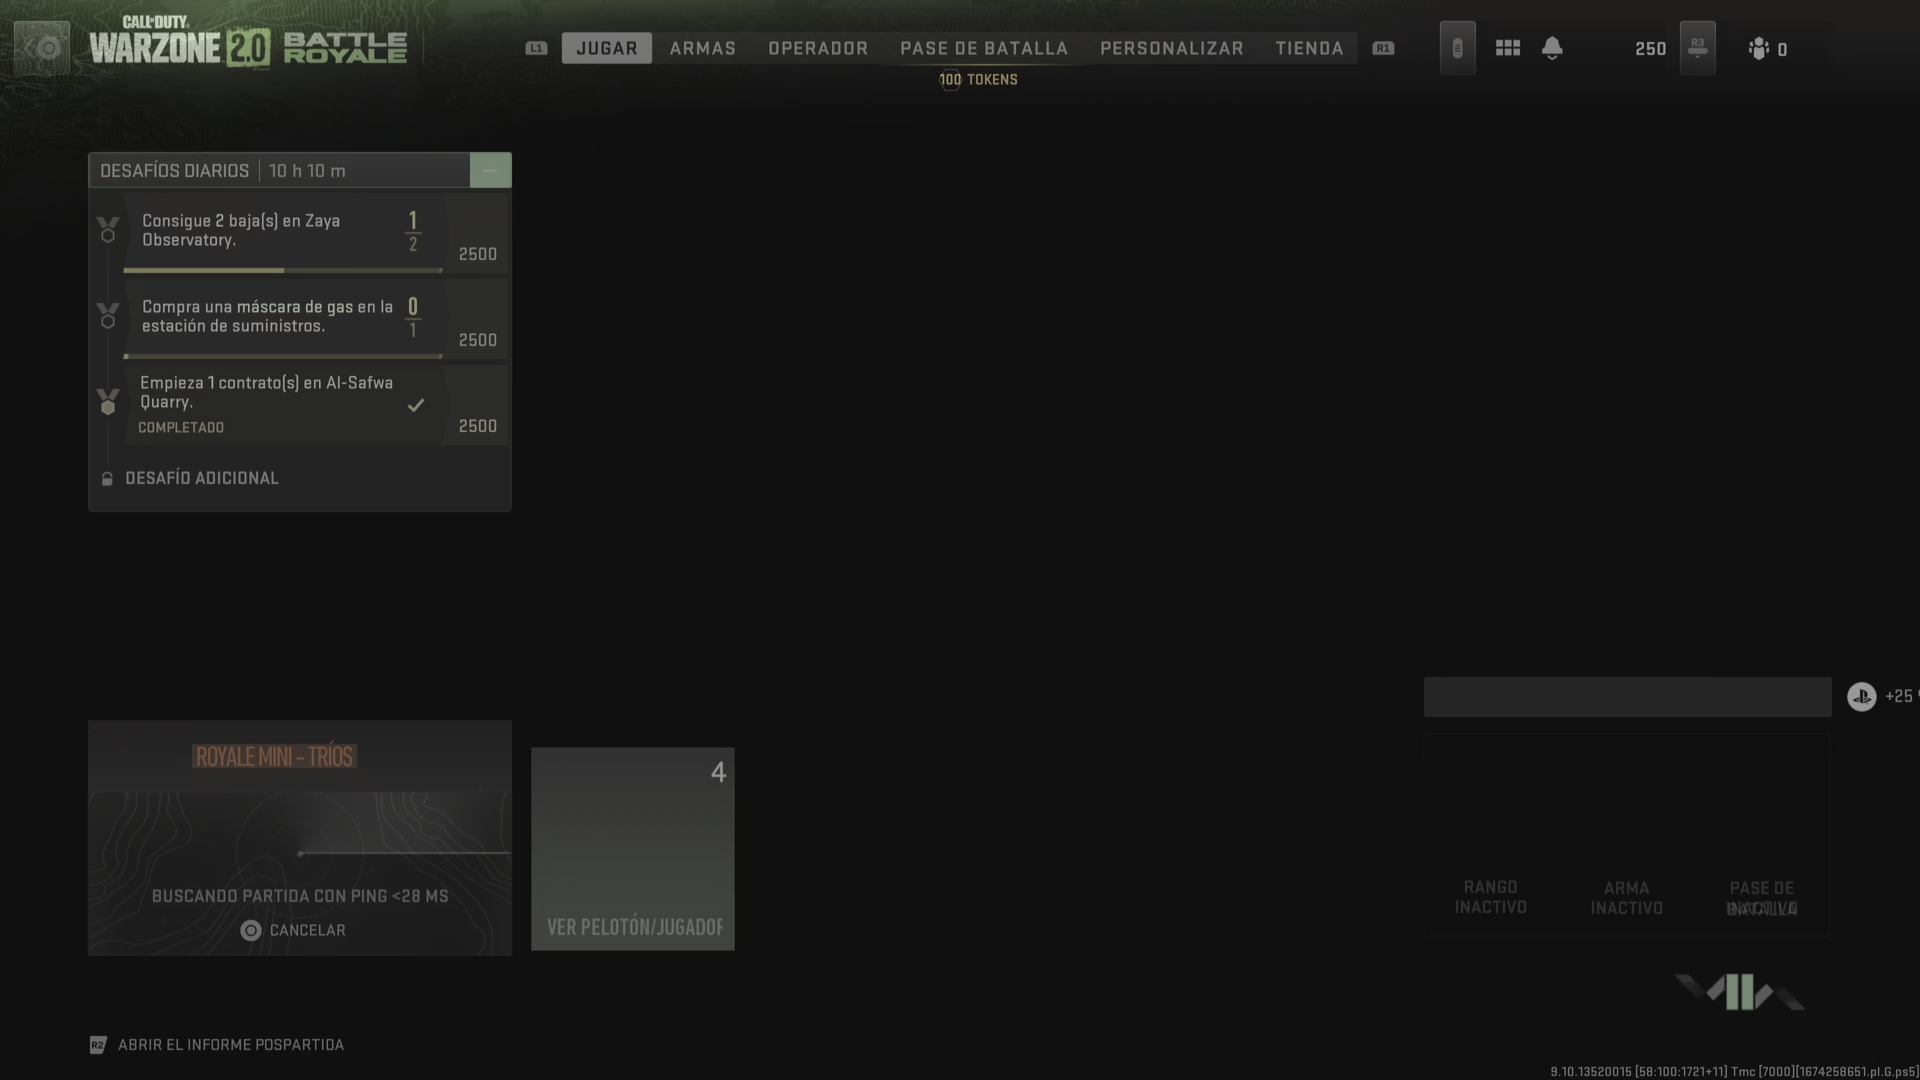 CALL OF DUTY
WARZONE 2.0 BATTLE ROYALE
L1 JUGAR ARMAS OPERADOR PASE DE BATALLA PERSONALIZAR TIENDA R1
250 R3 0
100 TOKENS
DESAFÍOS DIARIOS 10 h 10 m
Consigue 2 baja(s) en Zaya
Observatory.
1
2
2500
Compra una máscara de gas en la
estación de suministros.
0
1
2500
Empieza 1 contrato(s) en Al-Safwa
Quarry.
COMPLETADO
2500
DESAFÍO ADICIONAL
+25
ROYALE MINI – TRÍOS
BUSCANDO PARTIDA CON PING <28 MS
CANCELAR
4
VER PELOTÓN/JUGADOR
RANGO
INACTIVO
ARMA
INACTIVO
PASE DE
BATALLA
INACTIVO
R2 ABRIR EL INFORME POSPARTIDA
9.10.13520015 [58:100:1721+11] Tmc [7000][1674258651.pl.G.ps5]